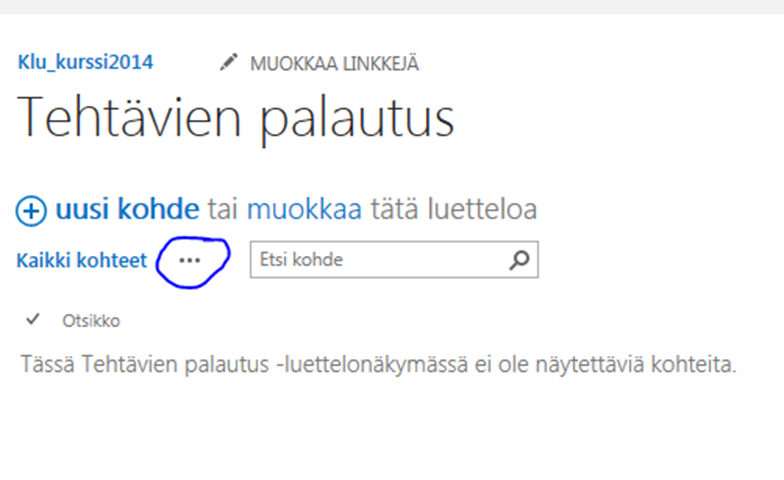 Klu_kurssi2014 MUOKKAA LINKKEJÄ
Tehtävien palautus
uusi kohde tai muokkaa tätä luetteloa
Kaikki kohteet ... Etsi kohde
Otsikko
Tässä Tehtävien palautus -luettelonäkymässä ei ole näytettäviä kohteita.